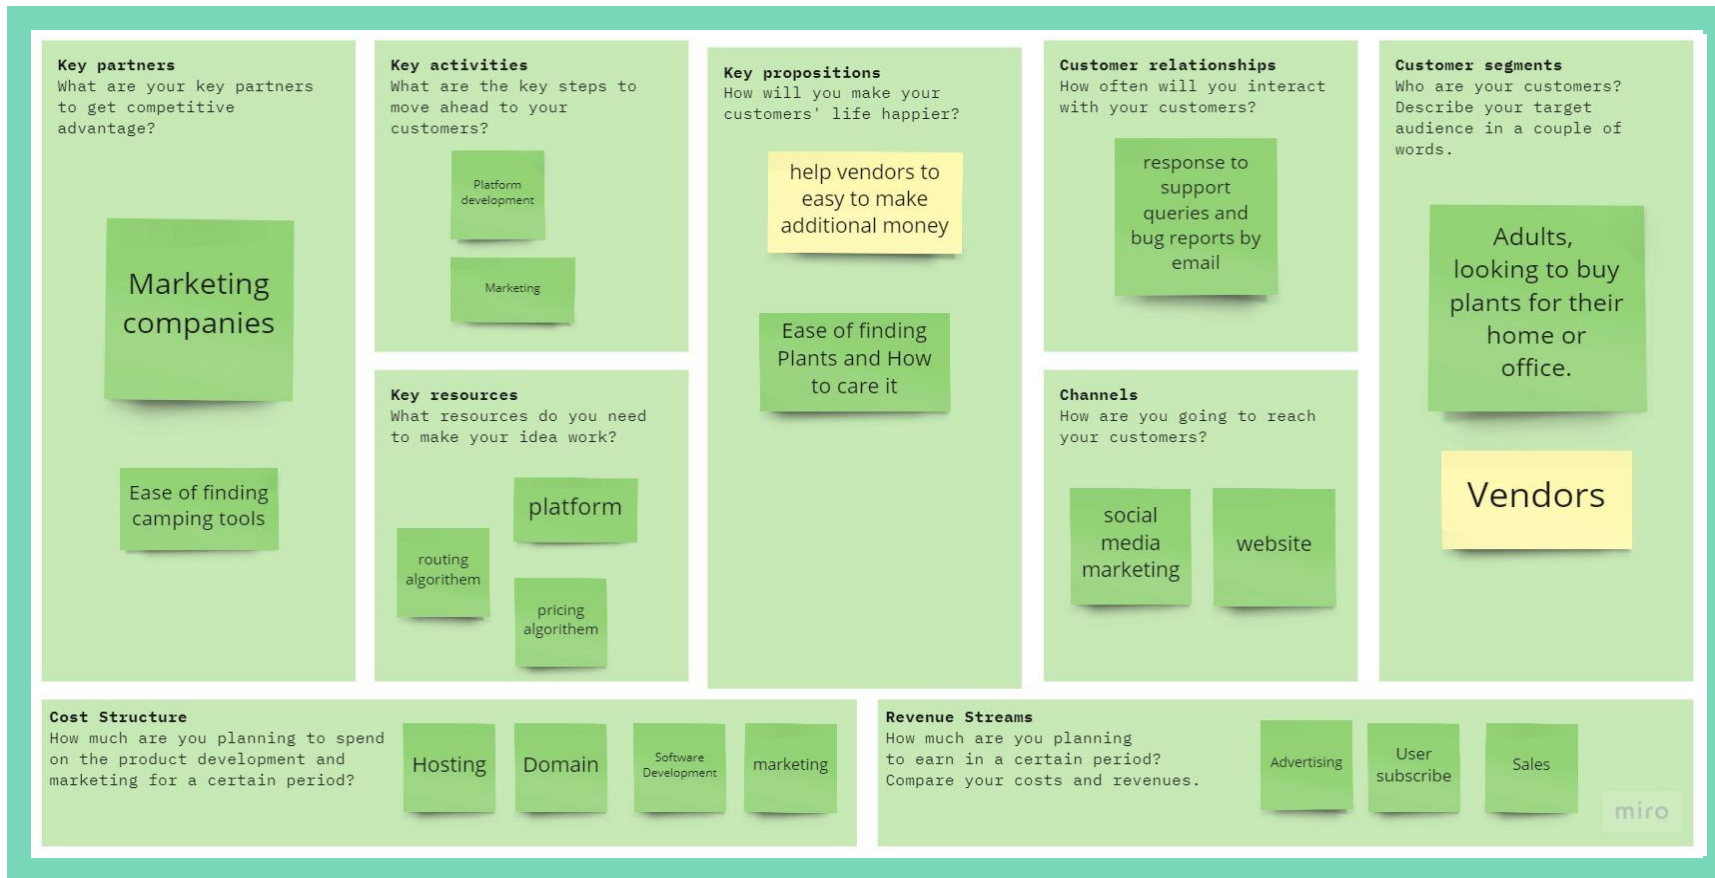 Key partners
What are your key partners
to get competitive
advantage?
Marketing
companies
Ease of finding
camping tools
Key activities
What are the key steps to
move ahead to your
customers?
Platform
development
Marketing
Key resources
What resources do you need
to make your idea work?
platform
routing
algorithem
pricing
algorithem
Key propositions
How will you make your
customers' life happier?
help vendors to
easy to make
additional money
Ease of finding
Plants and How
to care it
Customer relationships
How often will you interact
with your customers?
response to
support
queries and
bug reports by
email
Channels
How are you going to reach
your customers?
social
media
marketing
website
Customer segments
Who are your customers?
Describe your target
audience in a couple of
words.
Adults,
looking to buy
plants for their
home or
office.
Vendors
Cost Structure
How much are you planning to spend
on the product development and
marketing for a certain period?
Hosting
Domain
Software
Development
marketing
Revenue Streams
How much are you planning
to earn in a certain period?
Compare your costs and revenues.
Advertising
User
subscribe
Sales
miro